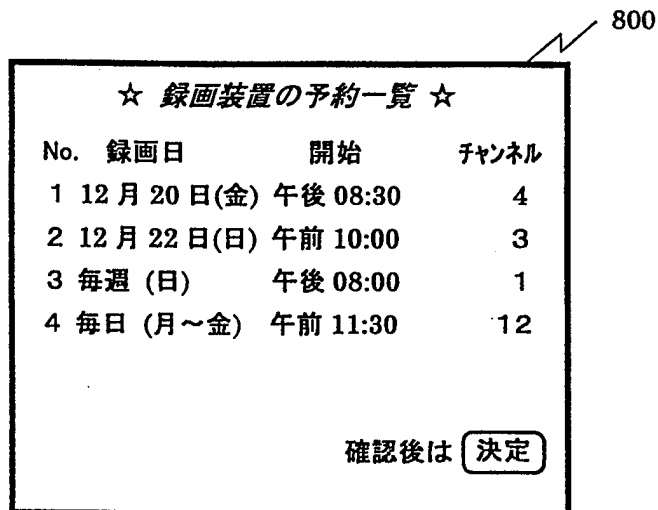 800
☆ 録画装置の予約一覧 ☆
No. 録画日 開始 チャンネル
1 12月20日(金) 午後 08:30 4
2 12月22日(日) 午前 10:00 3
3 毎週 (日) 午後 08:00 1
4 毎日 (月~金) 午前 11:30 12
確認後は 決定